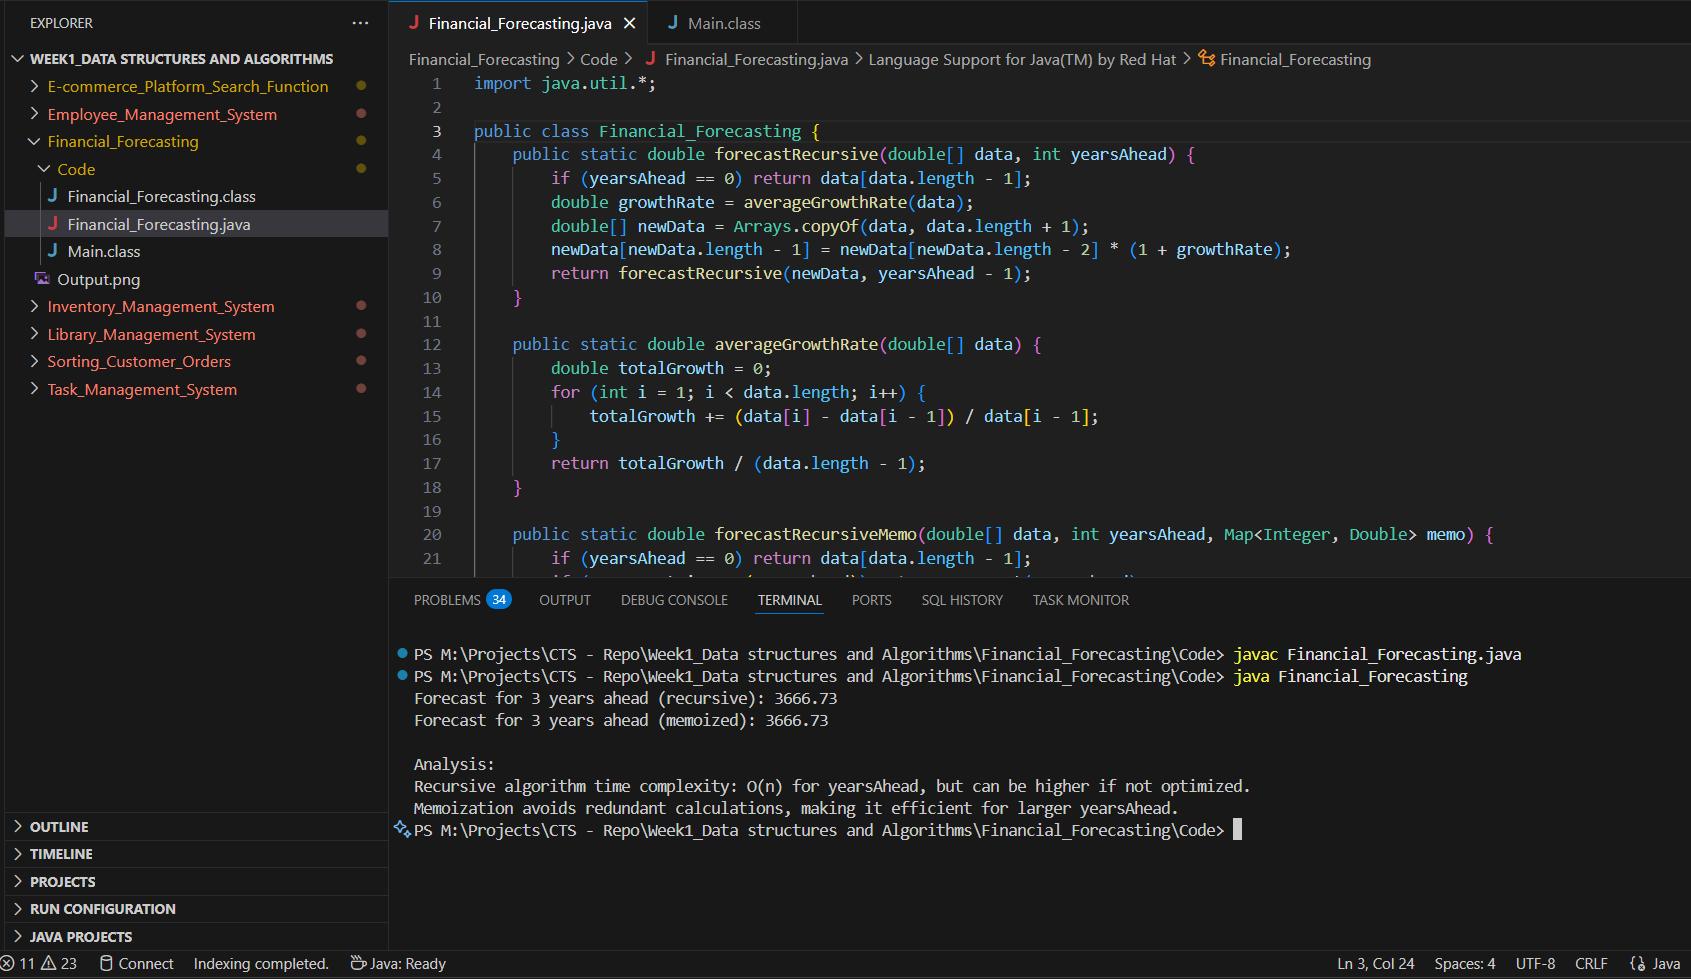 EXPLORER
WEEK1_DATA STRUCTURES AND ALGORITHMS
E-commerce_Platform_Search_Function
Employee_Management_System
Financial_Forecasting
Code
J Financial_Forecasting.class
J Financial_Forecasting.java
J Main.class
Output.png
Inventory_Management_System
Library_Management_System
Sorting_Customer_Orders
Task_Management_System
OUTLINE
TIMELINE
PROJECTS
RUN CONFIGURATION
JAVA PROJECTS
J Financial_Forecasting.java
J Main.class
Financial_Forecasting > Code > J Financial_Forecasting.java > Language Support for Java(TM) by Red Hat > Financial_Forecasting
1 import java.util.*;
2
3 public class Financial_Forecasting {
4 public static double forecastRecursive(double[] data, int yearsAhead) {
5 if (yearsAhead == 0) return data[data.length - 1];
6 double growthRate = averageGrowthRate(data);
7 double[] newData = Arrays.copyOf(data, data.length + 1);
8 newData[newData.length - 1] = newData[newData.length - 2] * (1 + growthRate);
9 return forecastRecursive(newData, yearsAhead - 1);
10 }
11
12 public static double averageGrowthRate(double[] data) {
13 double totalGrowth = 0;
14 for (int i = 1; i < data.length; i++) {
15 totalGrowth += (data[i] - data[i - 1]) / data[i - 1];
16 }
17 return totalGrowth / (data.length - 1);
18 }
19
20 public static double forecastRecursiveMemo(double[] data, int yearsAhead, Map<Integer, Double> memo) {
21 if (yearsAhead == 0) return data[data.length - 1];
PROBLEMS 34 OUTPUT DEBUG CONSOLE TERMINAL PORTS SQL HISTORY TASK MONITOR
PS M:\Projects\CTS - Repo\Week1_Data structures and Algorithms\Financial_Forecasting\Code> javac Financial_Forecasting.java
PS M:\Projects\CTS - Repo\Week1_Data structures and Algorithms\Financial_Forecasting\Code> java Financial_Forecasting
Forecast for 3 years ahead (recursive): 3666.73
Forecast for 3 years ahead (memoized): 3666.73
Analysis:
Recursive algorithm time complexity: O(n) for yearsAhead, but can be higher if not optimized.
Memoization avoids redundant calculations, making it efficient for larger yearsAhead.
PS M:\Projects\CTS - Repo\Week1_Data structures and Algorithms\Financial_Forecasting\Code>
11 23 Connect Indexing completed. Java: Ready Ln 3, Col 24 Spaces: 4 UTF-8 CRLF Java